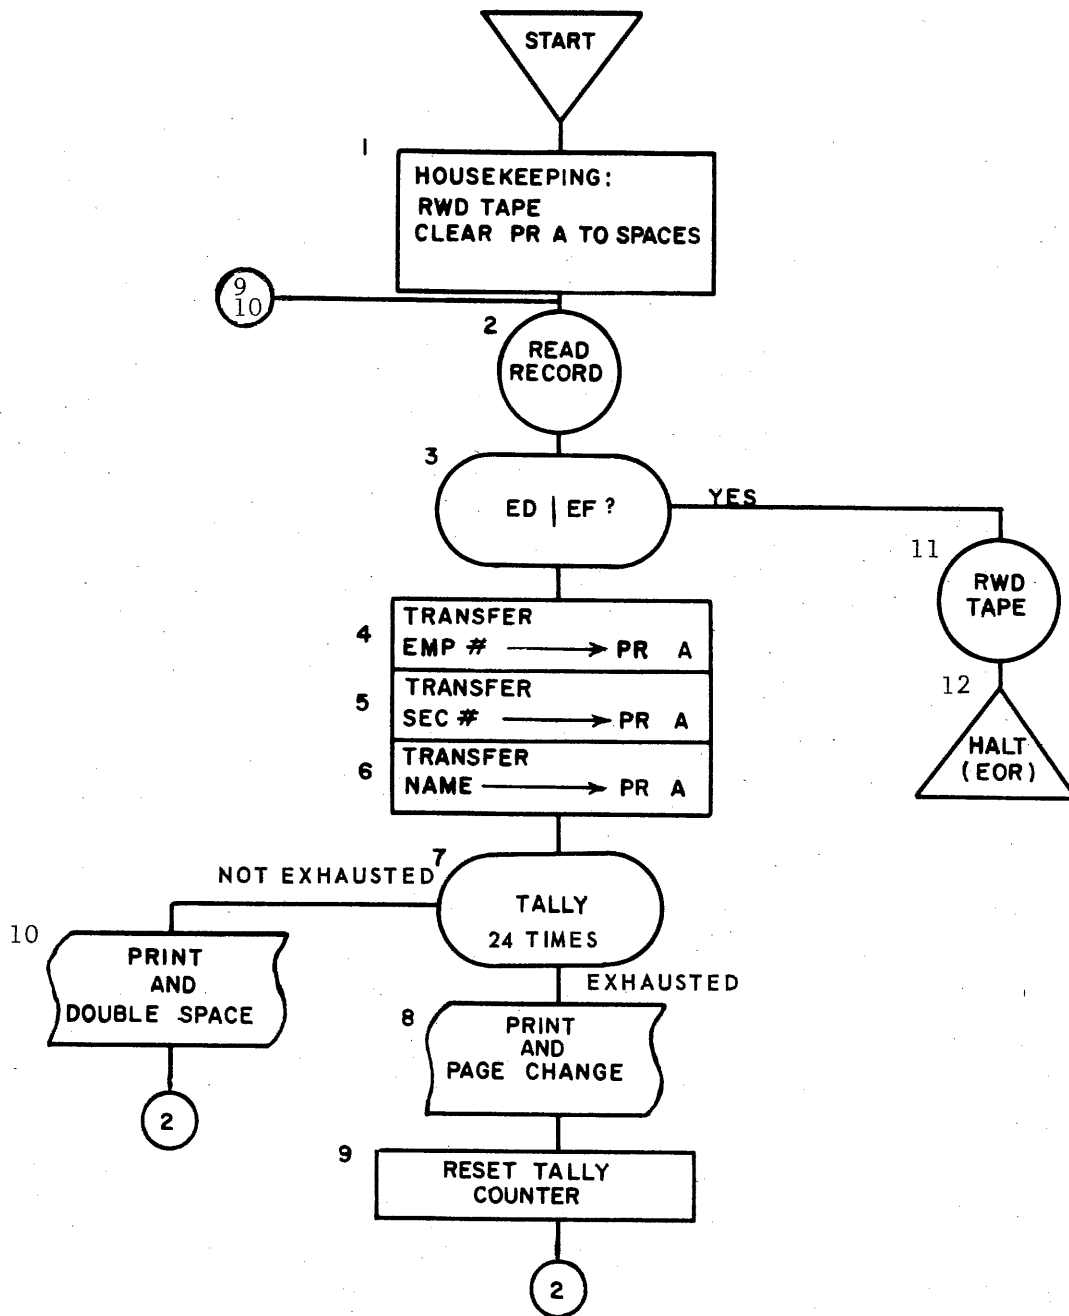 START
1
HOUSEKEEPING:
RWD TAPE
CLEAR PR A TO SPACES
9
10
2
READ
RECORD
3
ED | EF ?
YES
11
RWD
TAPE
4
TRANSFER
EMP # → PR A
5
TRANSFER
SEC # → PR A
6
TRANSFER
NAME → PR A
12
HALT
(EOR)
7
NOT EXHAUSTED
TALLY
24 TIMES
10
PRINT
AND
DOUBLE SPACE
EXHAUSTED
8
PRINT
AND
PAGE CHANGE
2
9
RESET TALLY
COUNTER
2